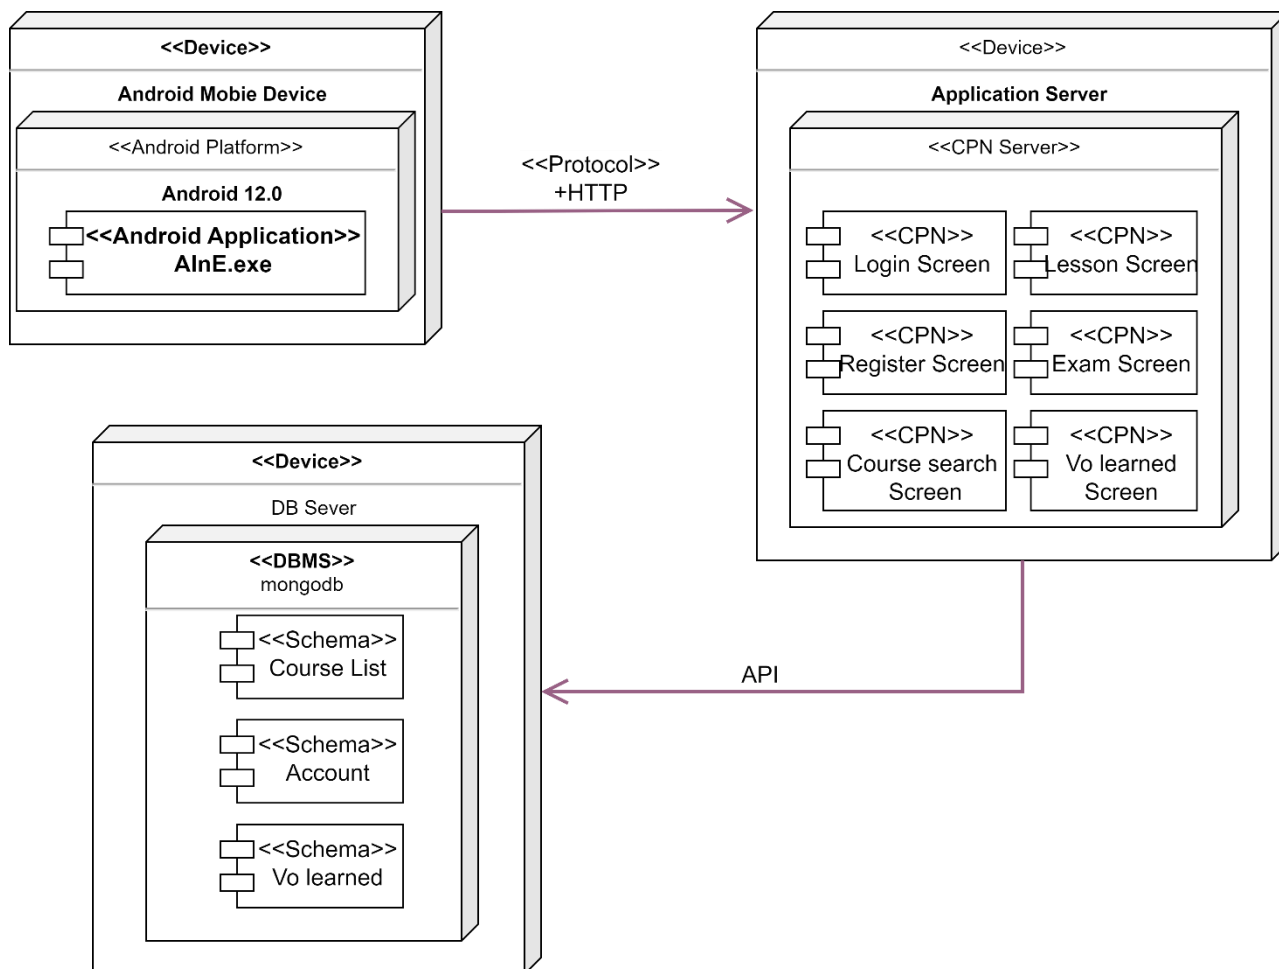 <<Device>>
Android Mobie Device
<<Android Platform>>
Android 12.0
<<Android Application>>
AInE.exe
<<Protocol>>
+HTTP
<<Device>>
Application Server
<<CPN Server>>
<<CPN>>
Login Screen
<<CPN>>
Lesson Screen
<<CPN>>
Register Screen
<<CPN>>
Exam Screen
<<CPN>>
Course search
Screen
<<CPN>>
Vo learned
Screen
API
<<Device>>
DB Sever
<<DBMS>>
mongodb
<<Schema>>
Course List
<<Schema>>
Account
<<Schema>>
Vo learned